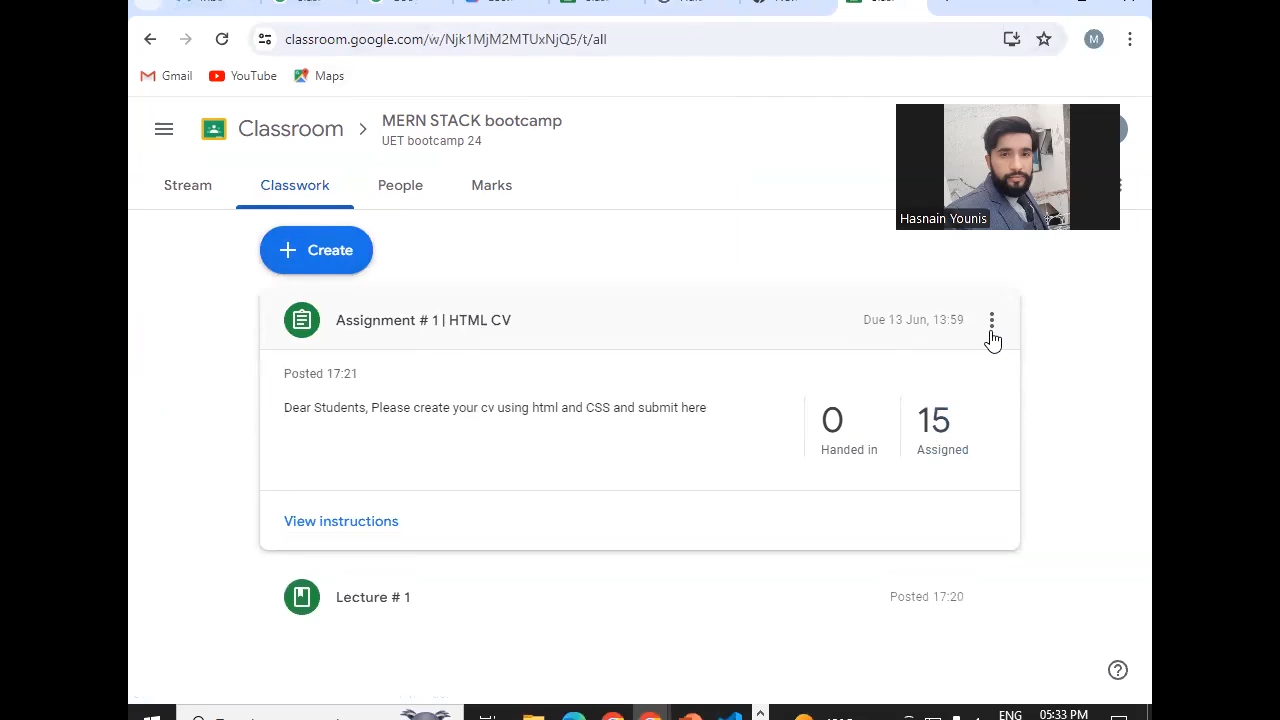 classroom.google.com/w/Njk1MjM2MTUxNjQ5/t/all
M
Gmail YouTube Maps
Classroom
MERN STACK bootcamp
UET bootcamp 24
Stream Classwork People Marks
Hasnain Younis
+ Create
Assignment # 1 | HTML CV Due 13 Jun, 13:59
Posted 17:21
Dear Students, Please create your cv using html and CSS and submit here
0 15
Handed in Assigned
View instructions
Lecture # 1 Posted 17:20
ENG 05:33 PM